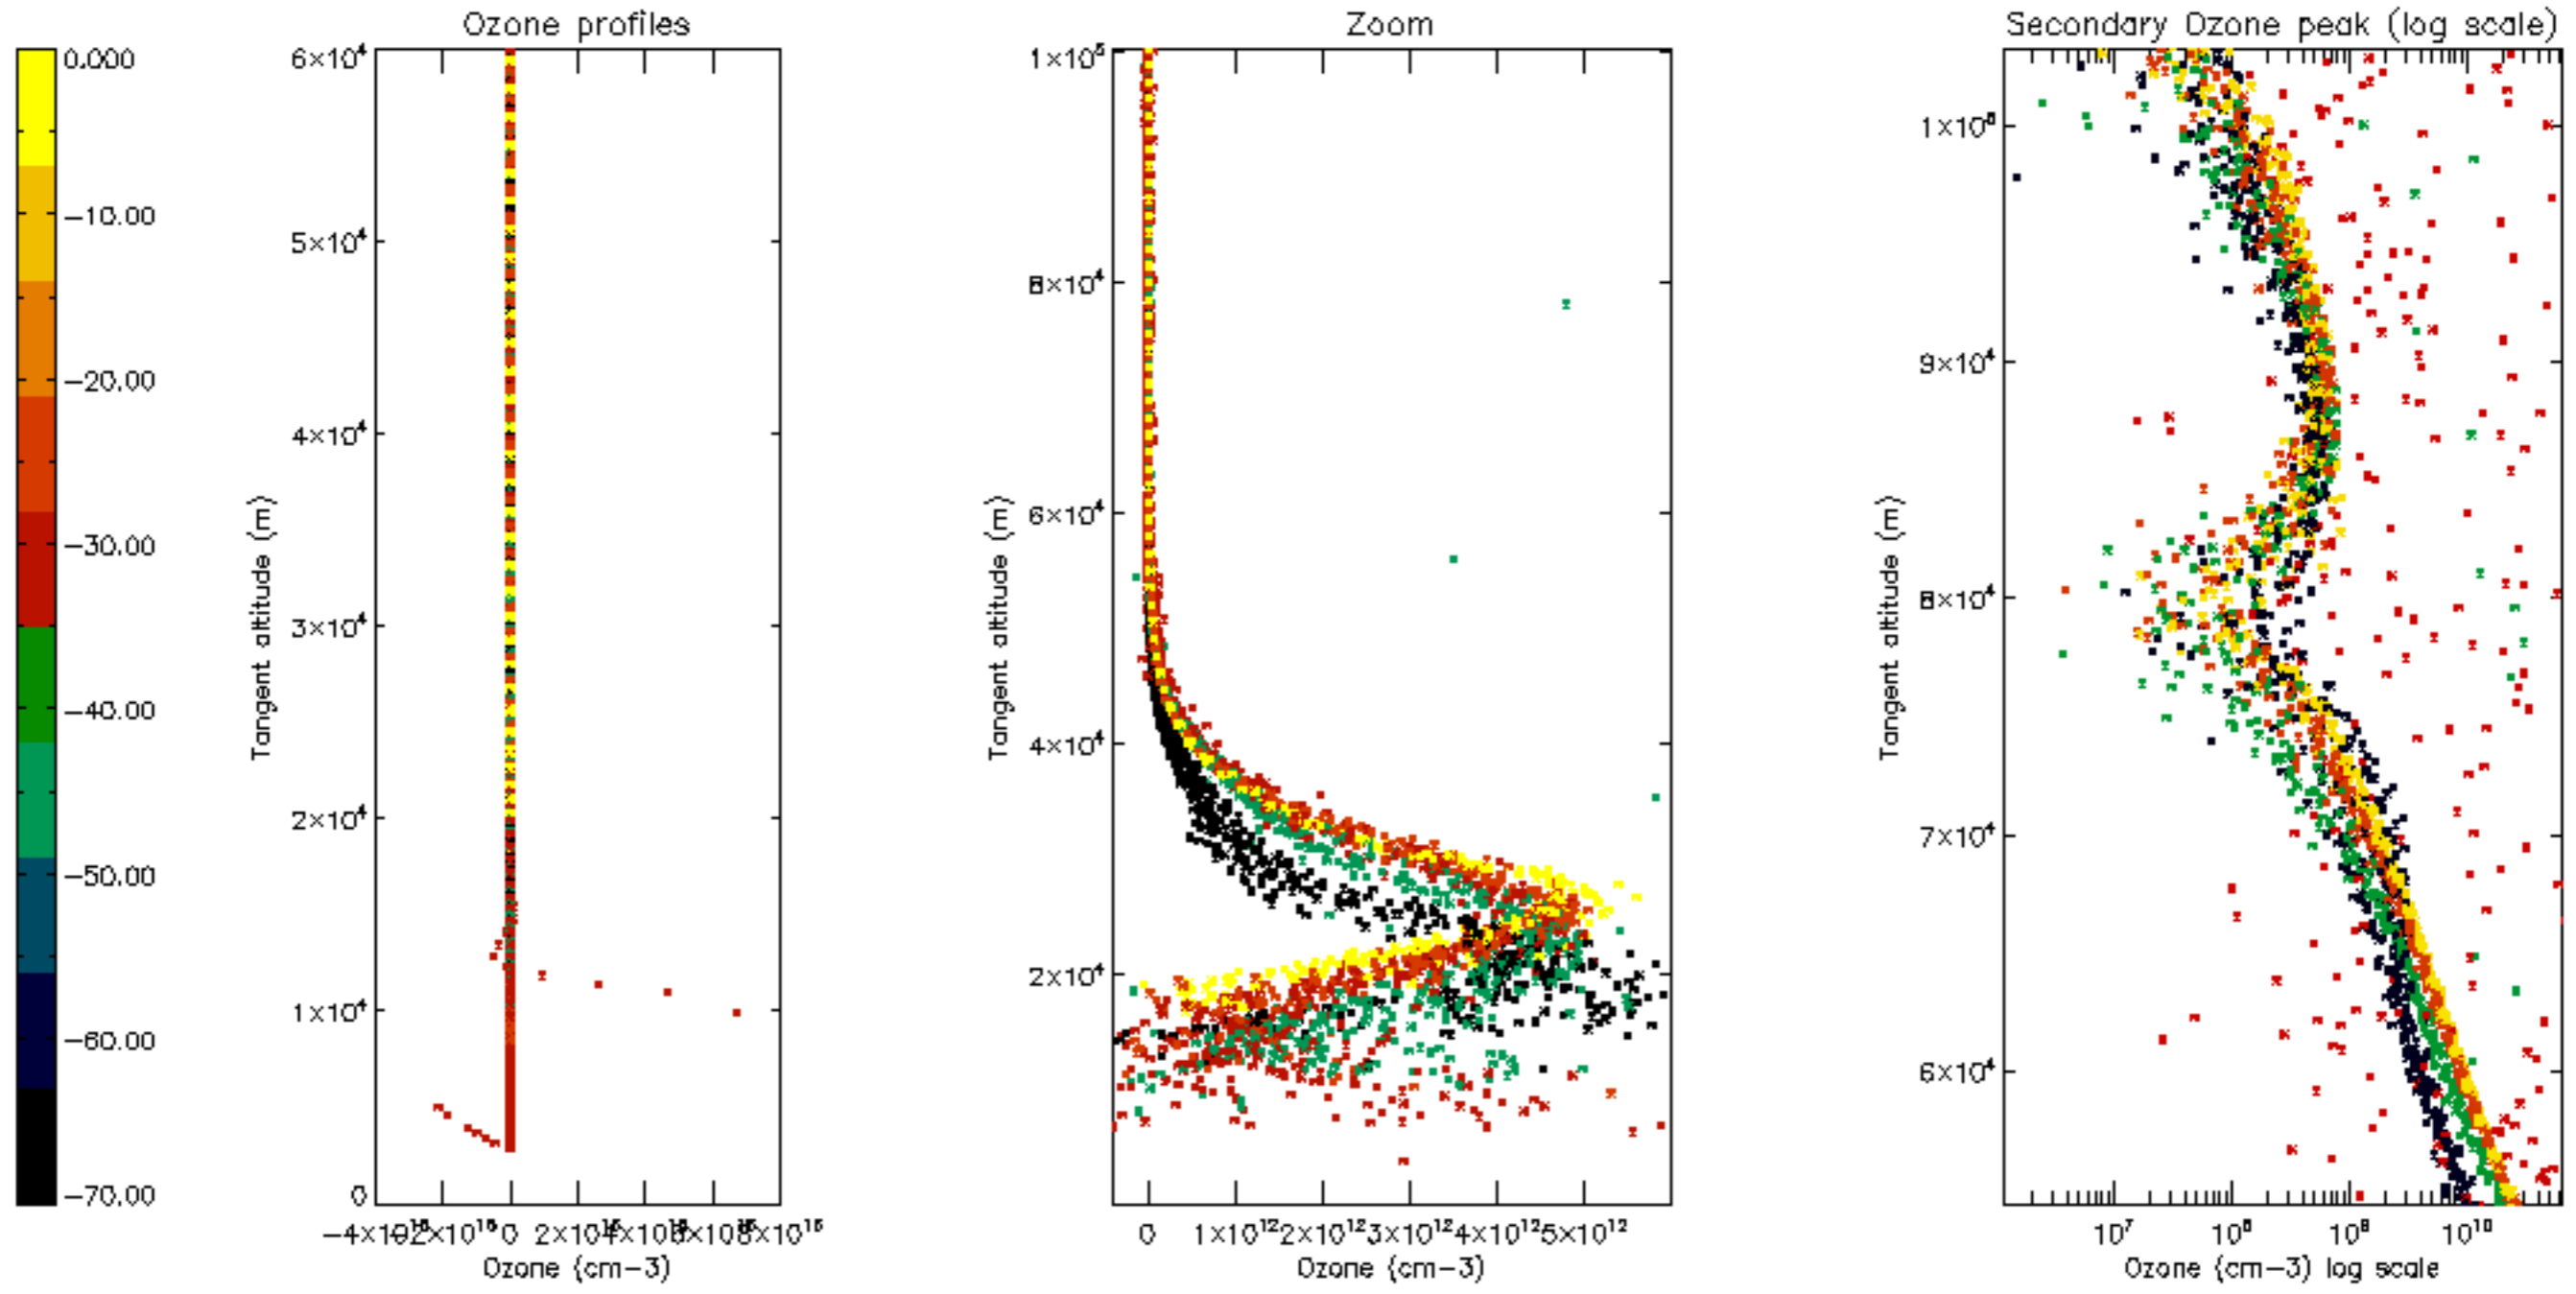 Ozone profiles
Zoom
Secondary Ozone peak (log scale)
0.000
−10.00
−20.00
−30.00
−40.00
−50.00
−60.00
−70.00
6×10⁴
5×10⁴
4×10⁴
3×10⁴
2×10⁴
1×10⁴
0
Tangent altitude (m)
0
Ozone (cm−3)
1×10⁵
8×10⁴
6×10⁴
4×10⁴
2×10⁴
Tangent altitude (m)
0 1×10¹² 2×10¹² 3×10¹² 4×10¹² 5×10¹²
Ozone (cm−3)
1×10⁵
9×10⁴
8×10⁴
7×10⁴
6×10⁴
Tangent altitude (m)
10⁷ 10⁸ 10⁹ 10¹⁰
Ozone (cm−3) log scale